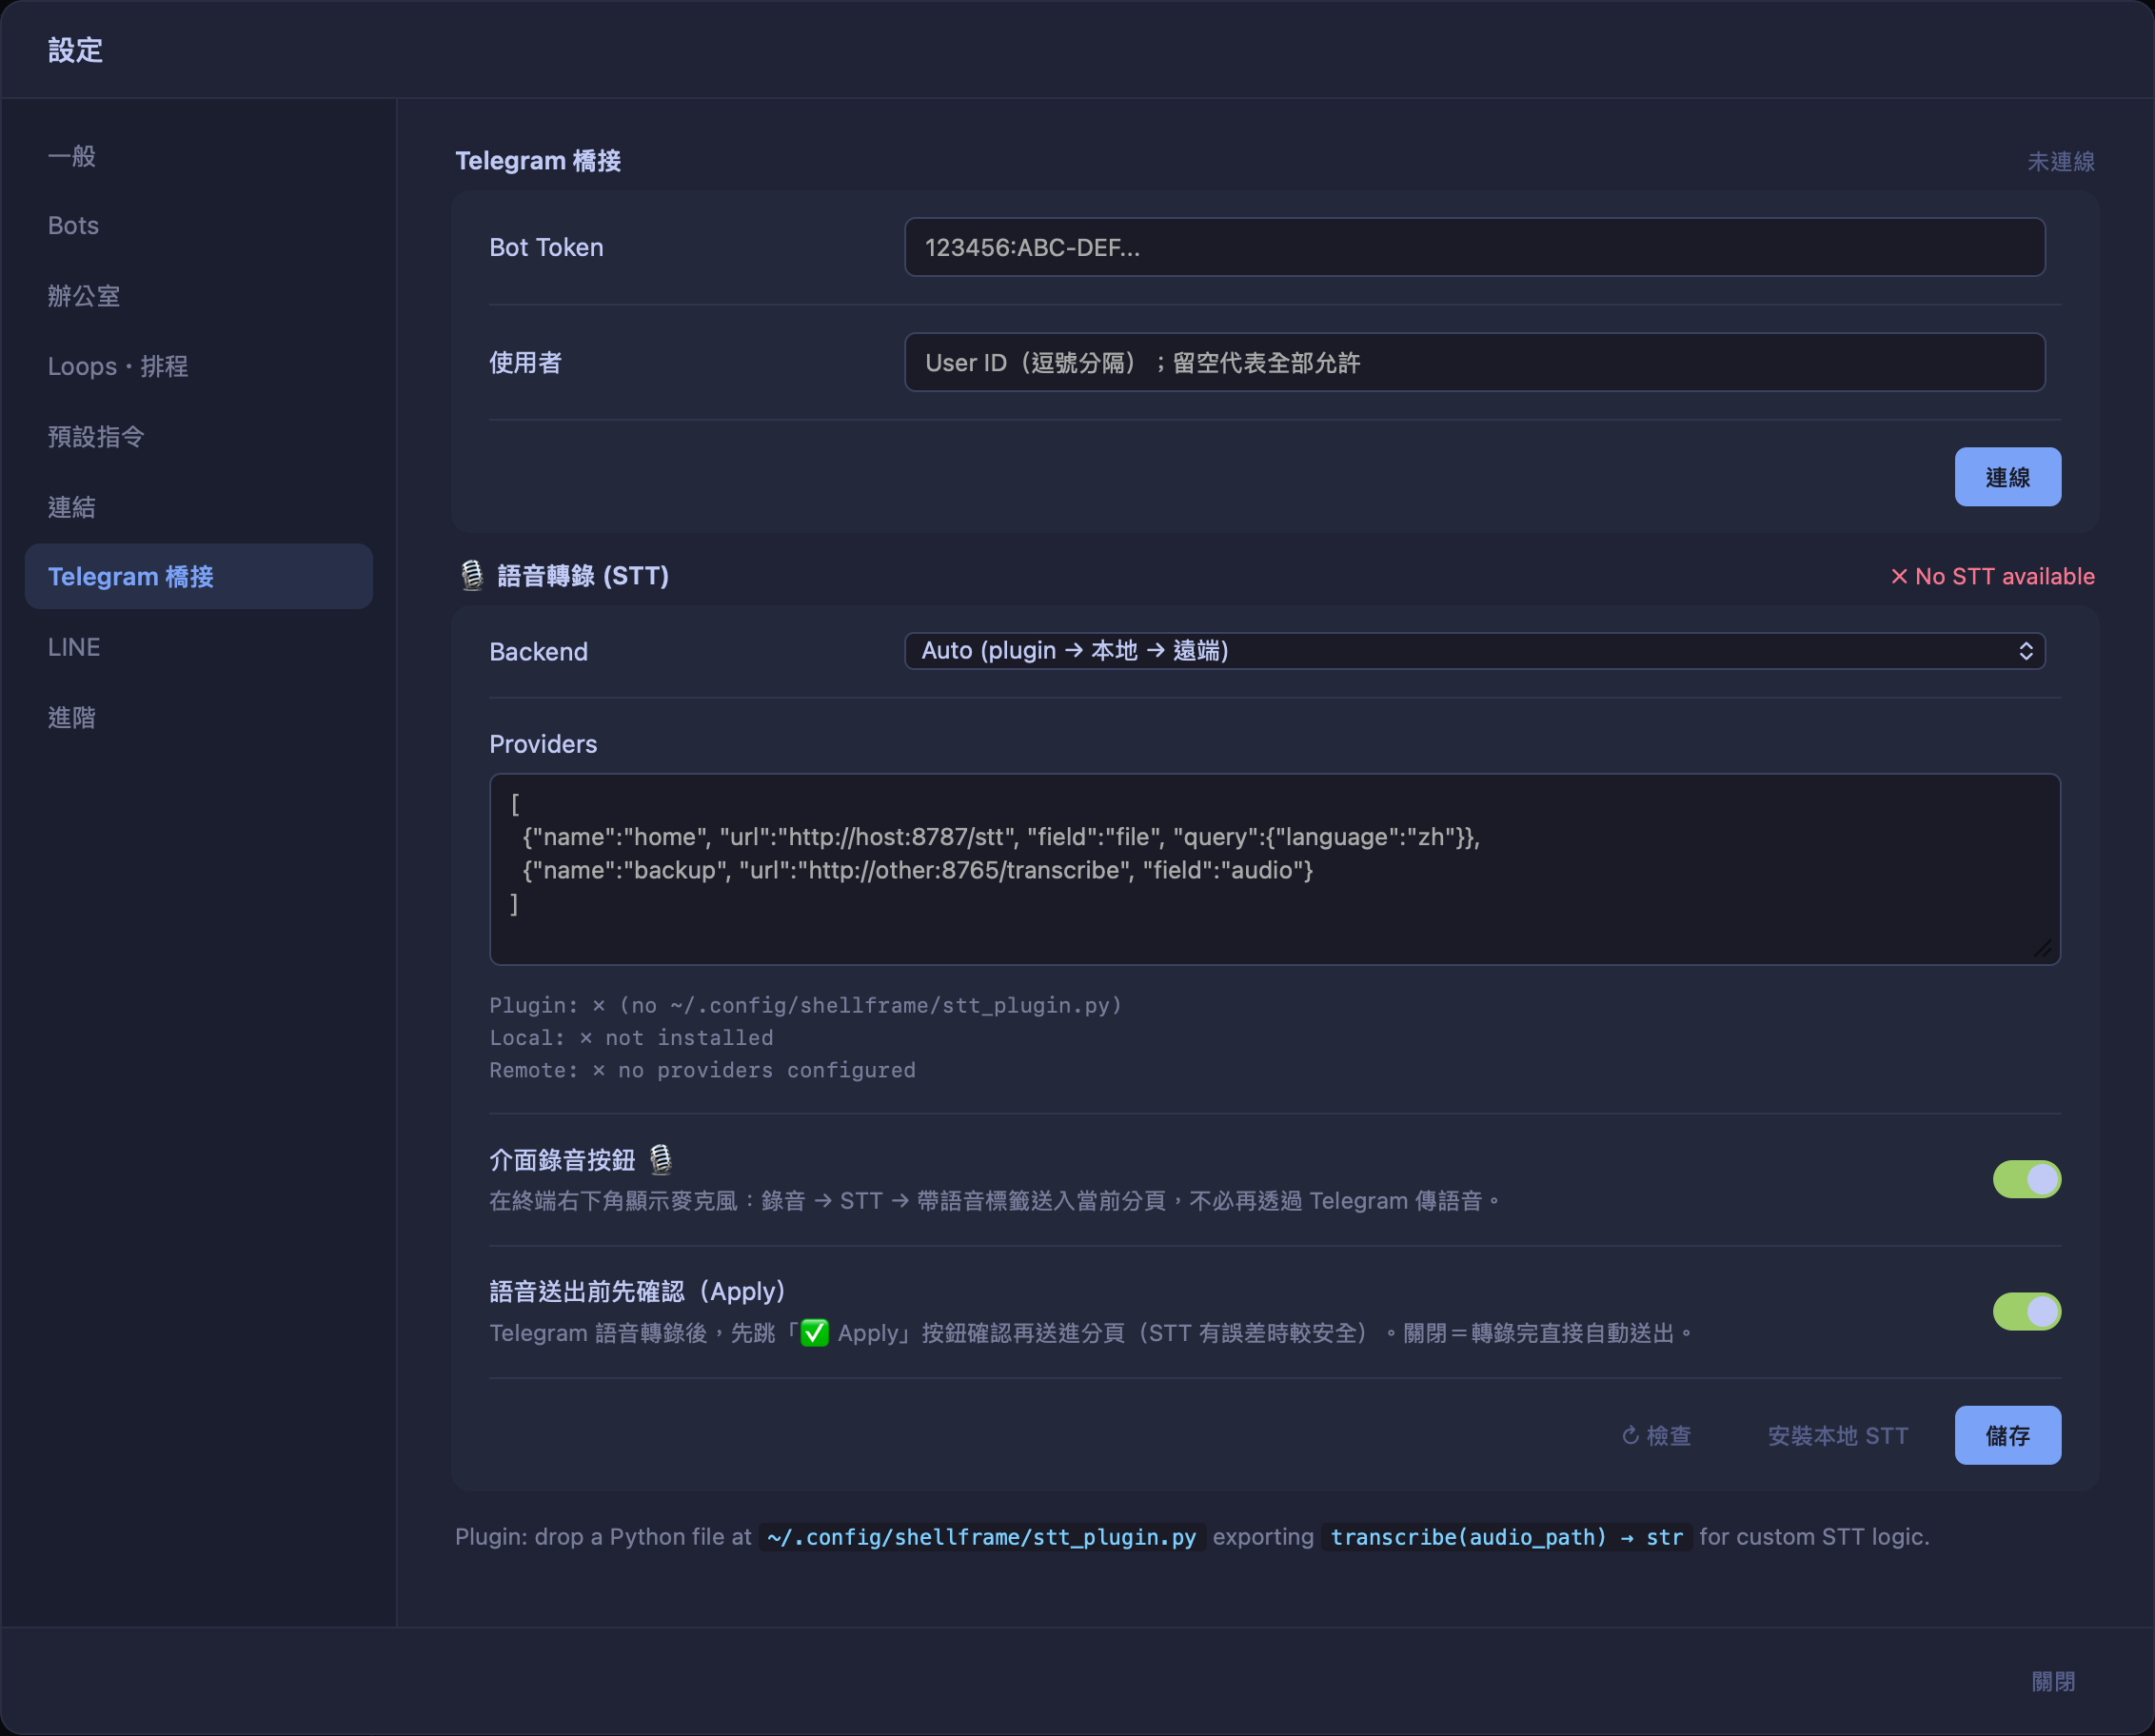 設定
一般
Bots
辦公室
Loops・排程
預設指令
連結
Telegram 橋接
LINE
進階
Telegram 橋接
未連線
Bot Token
123456:ABC-DEF...
使用者
User ID（逗號分隔）；留空代表全部允許
連線
🎙️ 語音轉錄 (STT)
✕ No STT available
Backend
Auto (plugin → 本地 → 遠端)
Providers
[
{"name":"home", "url":"http://host:8787/stt", "field":"file", "query":{"language":"zh"}},
{"name":"backup", "url":"http://other:8765/transcribe", "field":"audio"}
]
Plugin: ✕ (no ~/.config/shellframe/stt_plugin.py)
Local: ✕ not installed
Remote: ✕ no providers configured
介面錄音按鈕 🎙️
在終端右下角顯示麥克風：錄音 → STT → 帶語音標籤送入當前分頁，不必再透過 Telegram 傳語音。
語音送出前先確認（Apply）
Telegram 語音轉錄後，先跳「✅ Apply」按鈕確認再送進分頁（STT 有誤差時較安全）。關閉＝轉錄完直接自動送出。
↻ 檢查
安裝本地 STT
儲存
Plugin: drop a Python file at ~/.config/shellframe/stt_plugin.py exporting transcribe(audio_path) → str for custom STT logic.
關閉